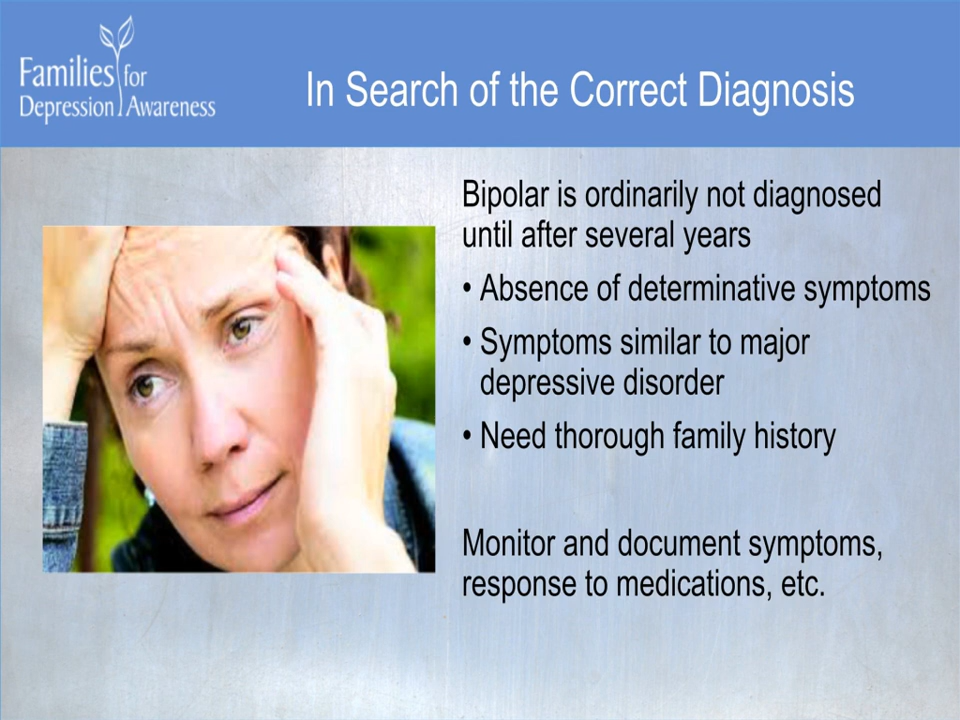 Families for
Depression Awareness
In Search of the Correct Diagnosis
Bipolar is ordinarily not diagnosed
until after several years
• Absence of determinative symptoms
• Symptoms similar to major
depressive disorder
• Need thorough family history
Monitor and document symptoms,
response to medications, etc.